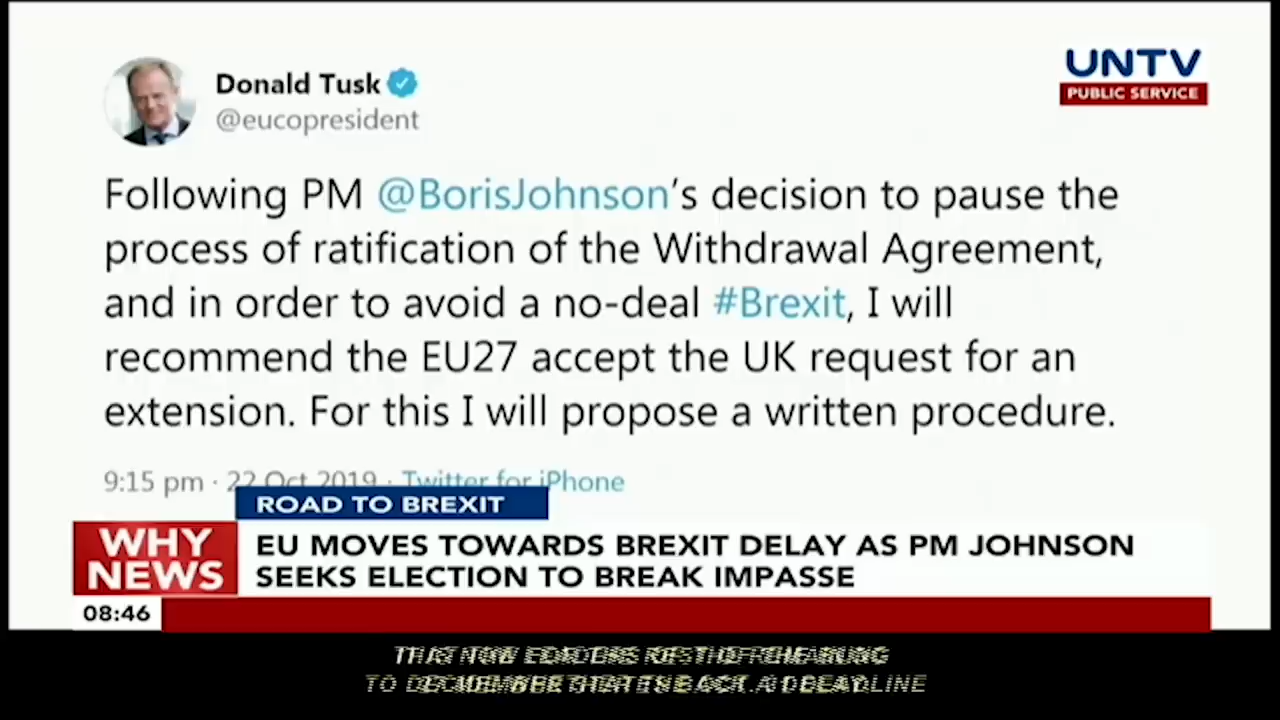 Donald Tusk
UNTV
PUBLIC SERVICE
@eucopresident
Following PM @BorisJohnson's decision to pause the
process of ratification of the Withdrawal Agreement,
and in order to avoid a no-deal #Brexit, I will
recommend the EU27 accept the UK request for an
extension. For this I will propose a written procedure.
9:15 pm · 22 Oct 2019 · Twitter for iPhone
ROAD TO BREXIT
WHY
NEWS
EU MOVES TOWARDS BREXIT DELAY AS PM JOHNSON
SEEKS ELECTION TO BREAK IMPASSE
08:46